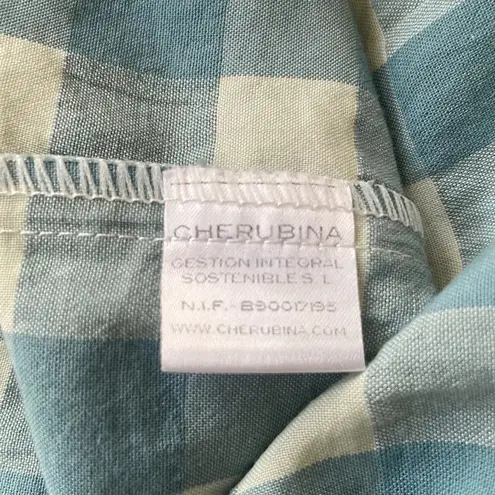 CHERUBINA
GESTION INTEGRAL
SOSTENIBLE S. L
N.I.F.-B90017195
WWW.CHERUBINA.COM